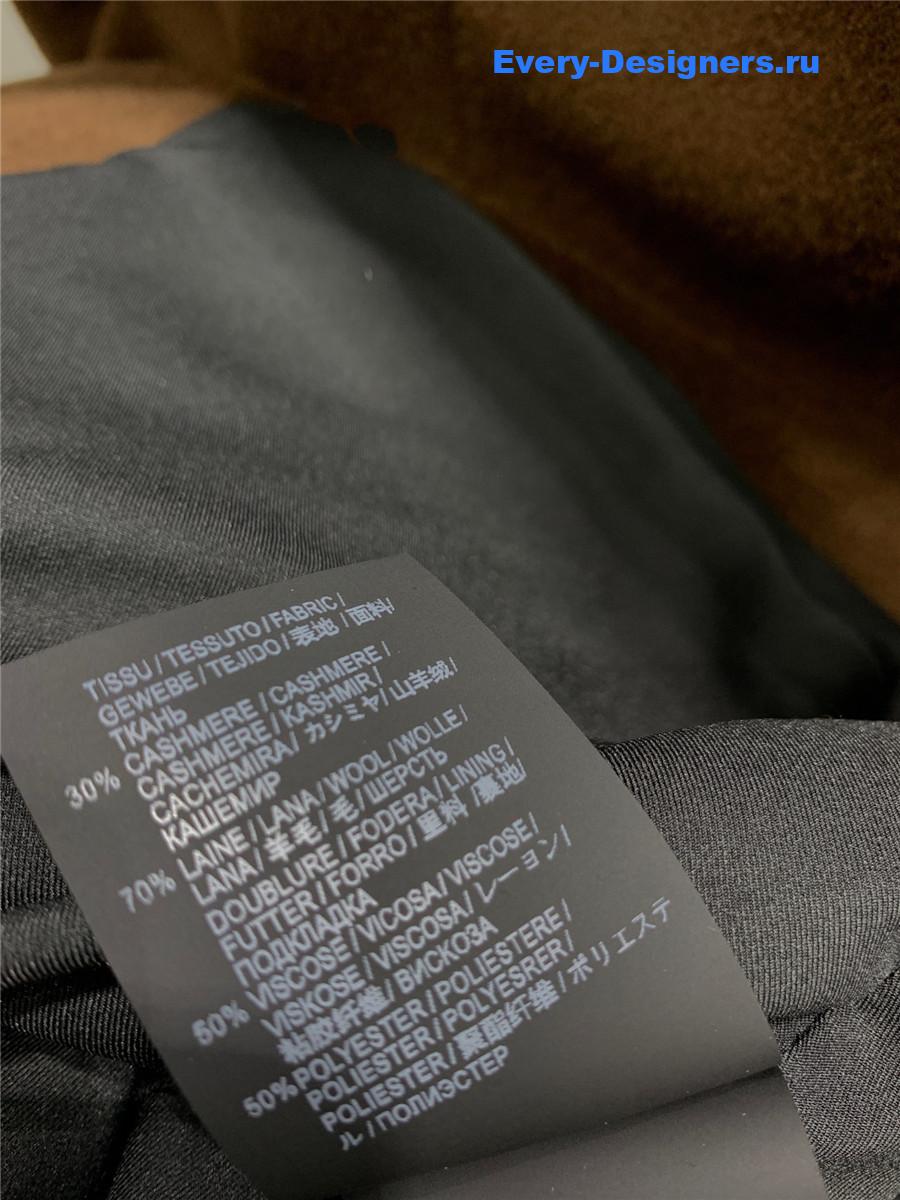 Every-Designers.ru
TISSU/TESSUTO/FABRIC/
GEWEBE/TEJIDO/表地/面料/
ТКАНЬ
30% CASHMERE/CASHMERE/
CASHMERE/KASHMIR/
CACHEMIRA/カシミヤ/山羊绒/
КАШЕМИР
70% LAINE/LANA/WOOL/WOLLE/
LANA/羊毛/毛/ШЕРСТЬ
DOUBLURE/FODERA/LINING/
FUTTER/FORRO/里料/裏地/
ПОДКЛАДКА
50% VISCOSE/VICOSA/VISCOSE/
VISKOSE/VISCOSA/レーヨン/
粘胶纤维/ВИСКОЗА
50% POLYESTER/POLIESTERE/
POLIESTER/POLYESRER/
POLIESTER/聚酯纤维/ポリエステ
ル/ПОЛИЭСТЕР